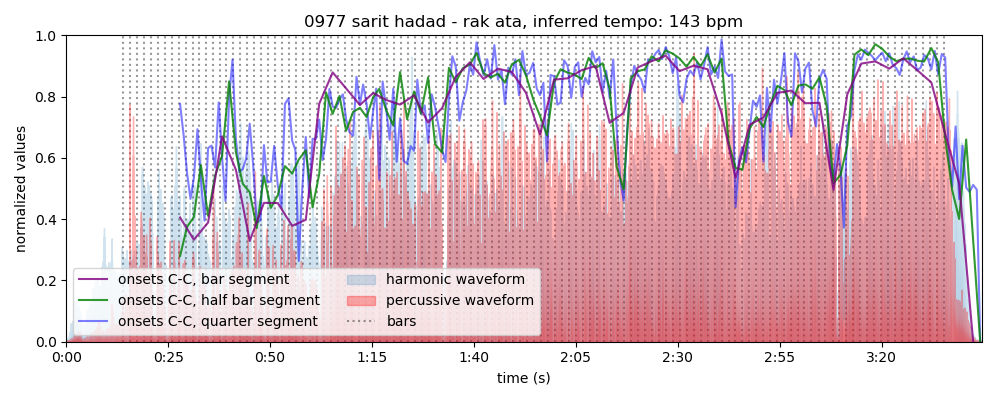 0977 sarit hadad - rak ata, inferred tempo: 143 bpm
normalized values
1.0
0.8
0.6
0.4
0.2
0.0
onsets C-C, bar segment
onsets C-C, half bar segment
onsets C-C, quarter segment
harmonic waveform
percussive waveform
bars
0:00 0:25 0:50 1:15 1:40 2:05 2:30 2:55 3:20
time (s)